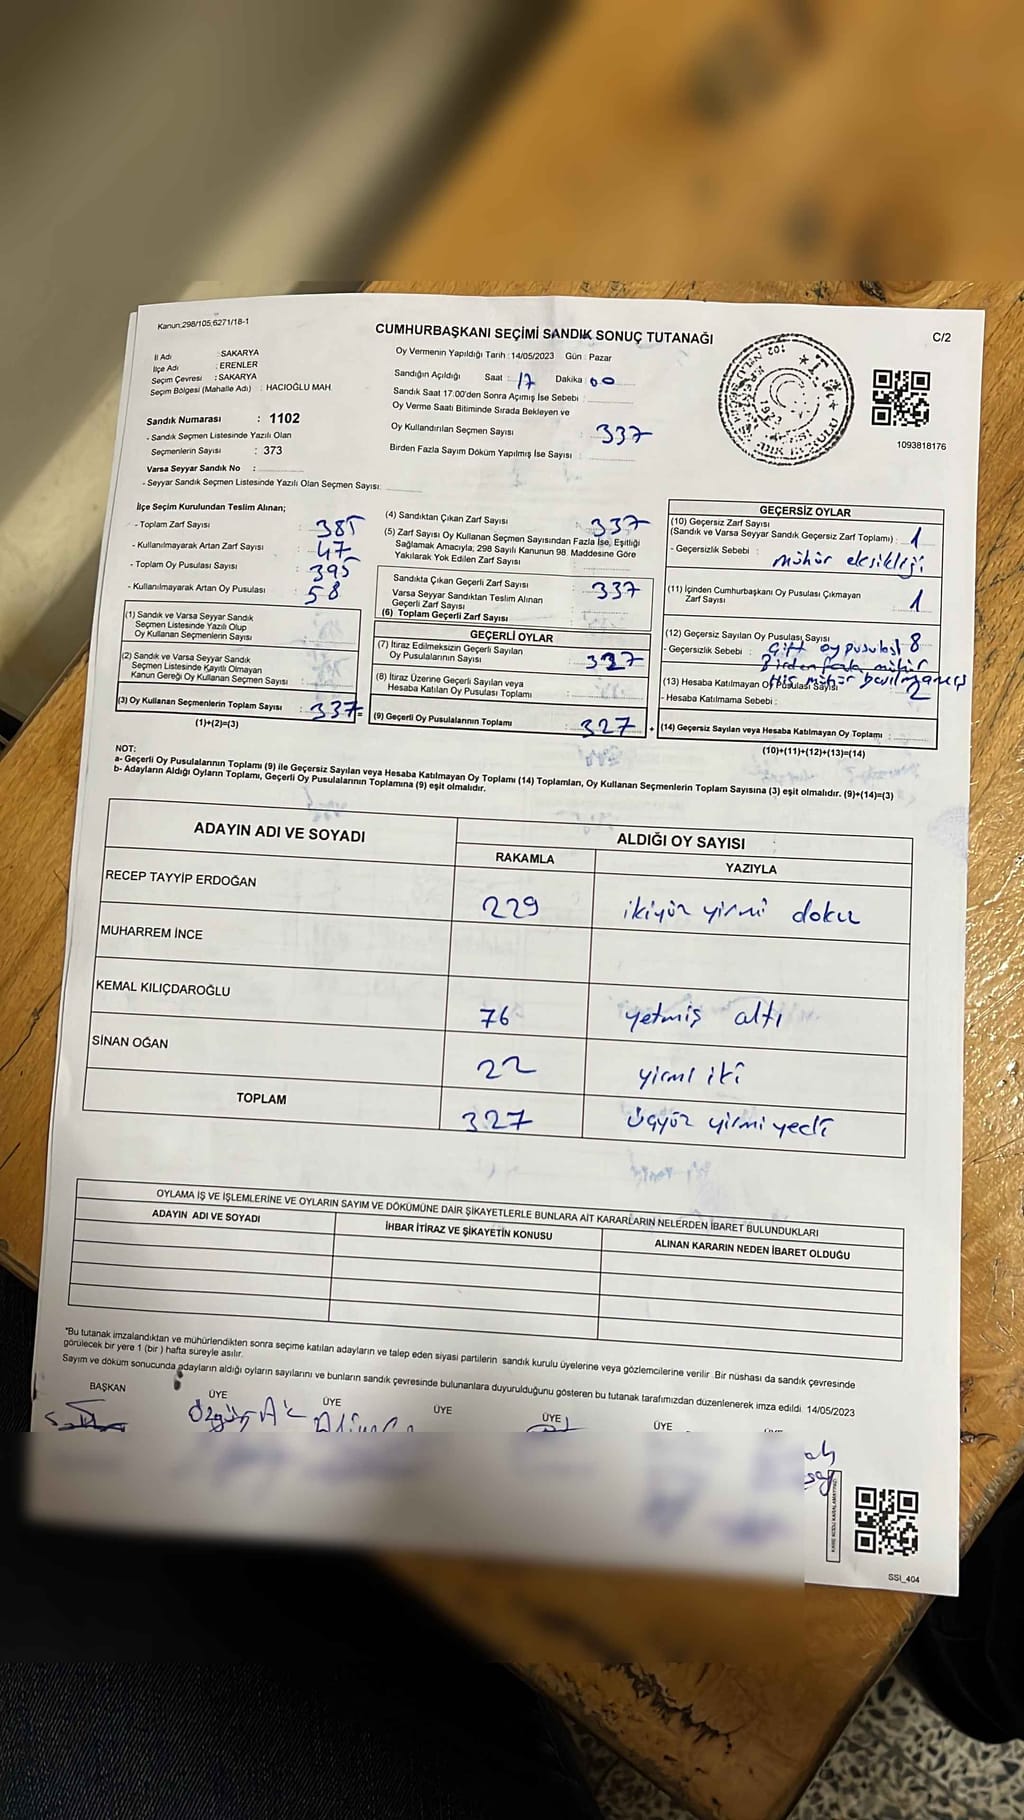 Kanun:298/105;6271/18-1
CUMHURBAŞKANI SEÇİMİ SANDIK SONUÇ TUTANAĞI
C/2
İl Adı : SAKARYA
İlçe Adı : ERENLER
Seçim Çevresi : SAKARYA
Seçim Bölgesi (Mahalle Adı) : HACIOĞLU MAH.
Sandık Numarası : 1102
- Sandık Seçmen Listesinde Yazılı Olan
Seçmenlerin Sayısı : 373
Varsa Seyyar Sandık No :
- Seyyar Sandık Seçmen Listesinde Yazılı Olan Seçmen Sayısı:
Oy Vermenin Yapıldığı Tarih : 14/05/2023 Gün : Pazar
Sandığın Açıldığı Saat : 17 Dakika : 00
Sandık Saat 17.00'den Sonra Açımış İse Sebebi :
Oy Verme Saati Bitiminde Sırada Bekleyen ve
Oy Kullandırılan Seçmen Sayısı : 337
Birden Fazla Sayım Döküm Yapılmış İse Sayısı :
1093818176
İlçe Seçim Kurulundan Teslim Alınan;
- Toplam Zarf Sayısı : 385
- Kullanılmayarak Artan Zarf Sayısı : 47
- Toplam Oy Pusulası Sayısı : 395
- Kullanılmayarak Artan Oy Pusulası : 58
(1) Sandık ve Varsa Seyyar Sandık
Seçmen Listesinde Yazılı Olup
Oy Kullanan Seçmenlerin Sayısı :
(2) Sandık ve Varsa Seyyar Sandık
Seçmen Listesinde Kayıtlı Olmayan
Kanun Gereği Oy Kullanan Seçmen Sayısı :
(3) Oy Kullanan Seçmenlerin Toplam Sayısı : 337 =
(1)+(2)=(3)
(4) Sandıktan Çıkan Zarf Sayısı : 337
(5) Zarf Sayısı Oy Kullanan Seçmen Sayısından Fazla İse, Eşitliği
Sağlamak Amacıyla; 298 Sayılı Kanunun 98. Maddesine Göre
Yakılarak Yok Edilen Zarf Sayısı :
Sandıkta Çıkan Geçerli Zarf Sayısı : 337
Varsa Seyyar Sandıktan Teslim Alınan
Geçerli Zarf Sayısı
(6) Toplam Geçerli Zarf Sayısı :
GEÇERLİ OYLAR
(7) İtiraz Edilmeksizin Geçerli Sayılan
Oy Pusulalarının Sayısı : 327
(8) İtiraz Üzerine Geçerli Sayılan veya
Hesaba Katılan Oy Pusulası Toplamı :
(9) Geçerli Oy Pusulalarının Toplamı : 327 +
GEÇERSİZ OYLAR
(10) Geçersiz Zarf Sayısı
(Sandık ve Varsa Seyyar Sandık Geçersiz Zarf Toplamı) : 1
- Geçersizlik Sebebi : mühür eksikliği
(11) İçinden Cumhurbaşkanı Oy Pusulası Çıkmayan
Zarf Sayısı : 1
(12) Geçersiz Sayılan Oy Pusulası Sayısı 8
- Geçersizlik Sebebi : Çift oy pusulası
Birden fazla mühür
(13) Hesaba Katılmayan Oy Pusulası Sayısı 2
- Hesaba Katılmama Sebebi :
(14) Geçersiz Sayılan veya Hesaba Katılmayan Oy Toplamı :
(10)+(11)+(12)+(13)=(14)
NOT:
a- Geçerli Oy Pusulalarının Toplamı (9) ile Geçersiz Sayılan veya Hesaba Katılmayan Oy Toplamı (14) Toplamları, Oy Kullanan Seçmenlerin Toplam Sayısına (3) eşit olmalıdır. (9)+(14)=(3)
b- Adayların Aldığı Oyların Toplamı, Geçerli Oy Pusulalarının Toplamına (9) eşit olmalıdır.
ADAYIN ADI VE SOYADI
ALDIĞI OY SAYISI
RAKAMLA YAZIYLA
RECEP TAYYİP ERDOĞAN 229 ikiyüz yirmi dokuz
MUHARREM İNCE
KEMAL KILIÇDAROĞLU 76 yetmiş altı
SİNAN OĞAN 22 yirmi iki
TOPLAM 327 üçyüz yirmi yedi
OYLAMA İŞ VE İŞLEMLERİNE VE OYLARIN SAYIM VE DÖKÜMÜNE DAİR ŞİKAYETLERLE BUNLARA AİT KARARLARIN NELERDEN İBARET BULUNDUKLARI
ADAYIN ADI VE SOYADI İHBAR İTİRAZ VE ŞİKAYETİN KONUSU ALINAN KARARIN NEDEN İBARET OLDUĞU
*Bu tutanak imzalandıktan ve mühürlendikten sonra seçime katılan adayların ve talep eden siyasi partilerin sandık kurulu üyelerine veya gözlemcilerine verilir. Bir nüshası da sandık çevresinde
görülecek bir yere 1 (bir ) hafta süreyle asılır.
Sayım ve döküm sonucunda adayların aldığı oyların sayılarını ve bunların sandık çevresinde bulunanlara duyurulduğunu gösteren bu tutanak tarafımızdan düzenlenerek imza edildi. 14/05/2023
BAŞKAN ÜYE ÜYE ÜYE ÜYE ÜYE
SSI_404